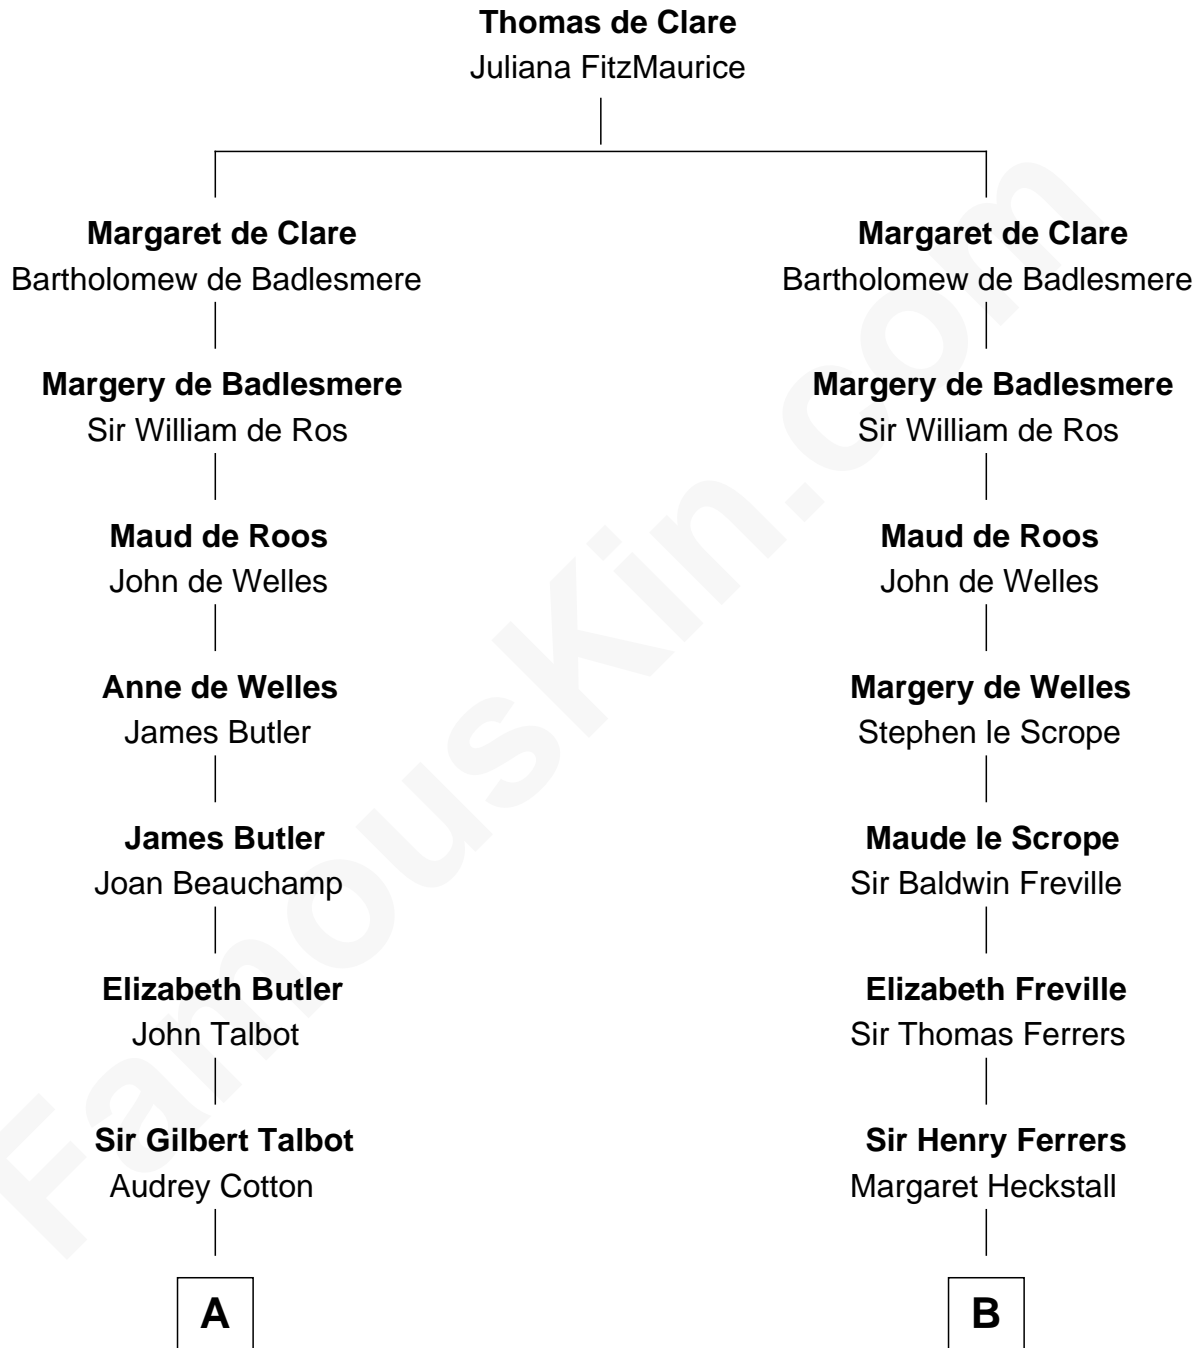 Thomas de Clare
Juliana FitzMaurice
Margaret de Clare
Bartholomew de Badlesmere
Margery de Badlesmere
Sir William de Ros
Maud de Roos
John de Welles
Anne de Welles
James Butler
James Butler
Joan Beauchamp
Elizabeth Butler
John Talbot
Sir Gilbert Talbot
Audrey Cotton
A
Margaret de Clare
Bartholomew de Badlesmere
Margery de Badlesmere
Sir William de Ros
Maud de Roos
John de Welles
Margery de Welles
Stephen le Scrope
Maude le Scrope
Sir Baldwin Freville
Elizabeth Freville
Sir Thomas Ferrers
Sir Henry Ferrers
Margaret Heckstall
B
FamousKin.com